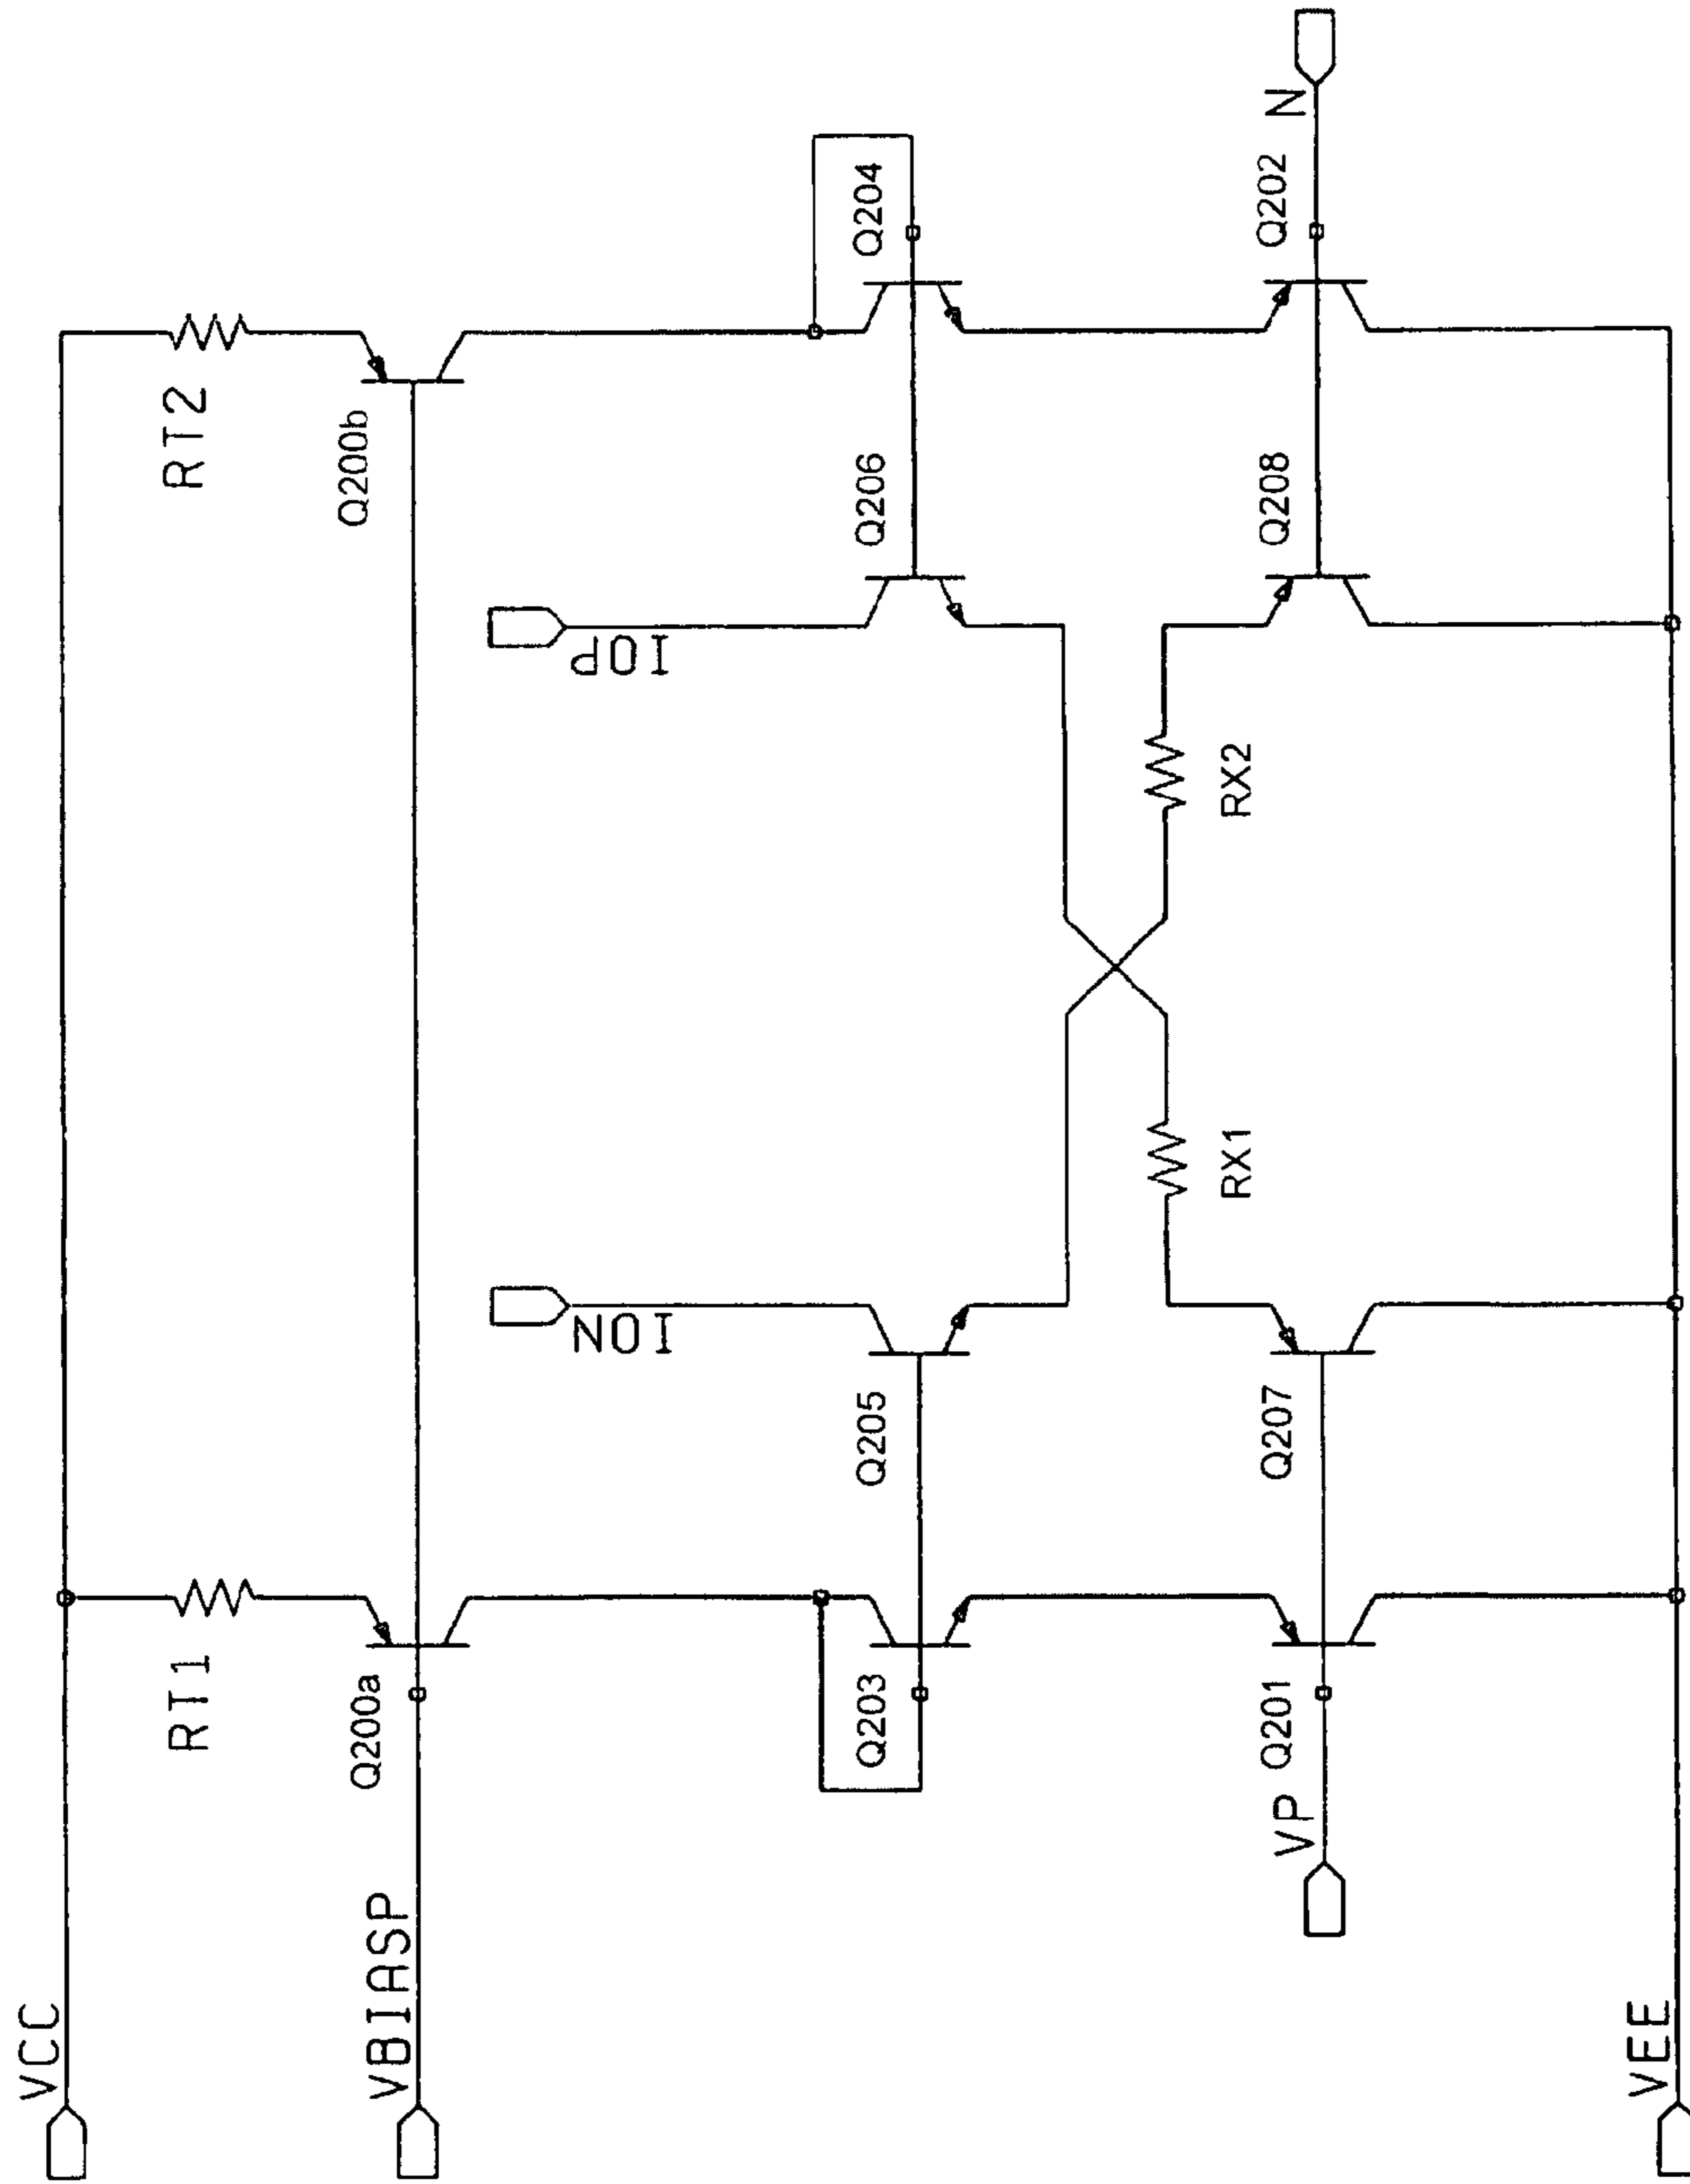 VCC
RT1
RT2
VBIASP
Q200a
Q200b
ION
IOP
Q203
Q205
Q206
Q204
RX1
RX2
VP
Q201
Q207
Q208
Q202
N
VEE